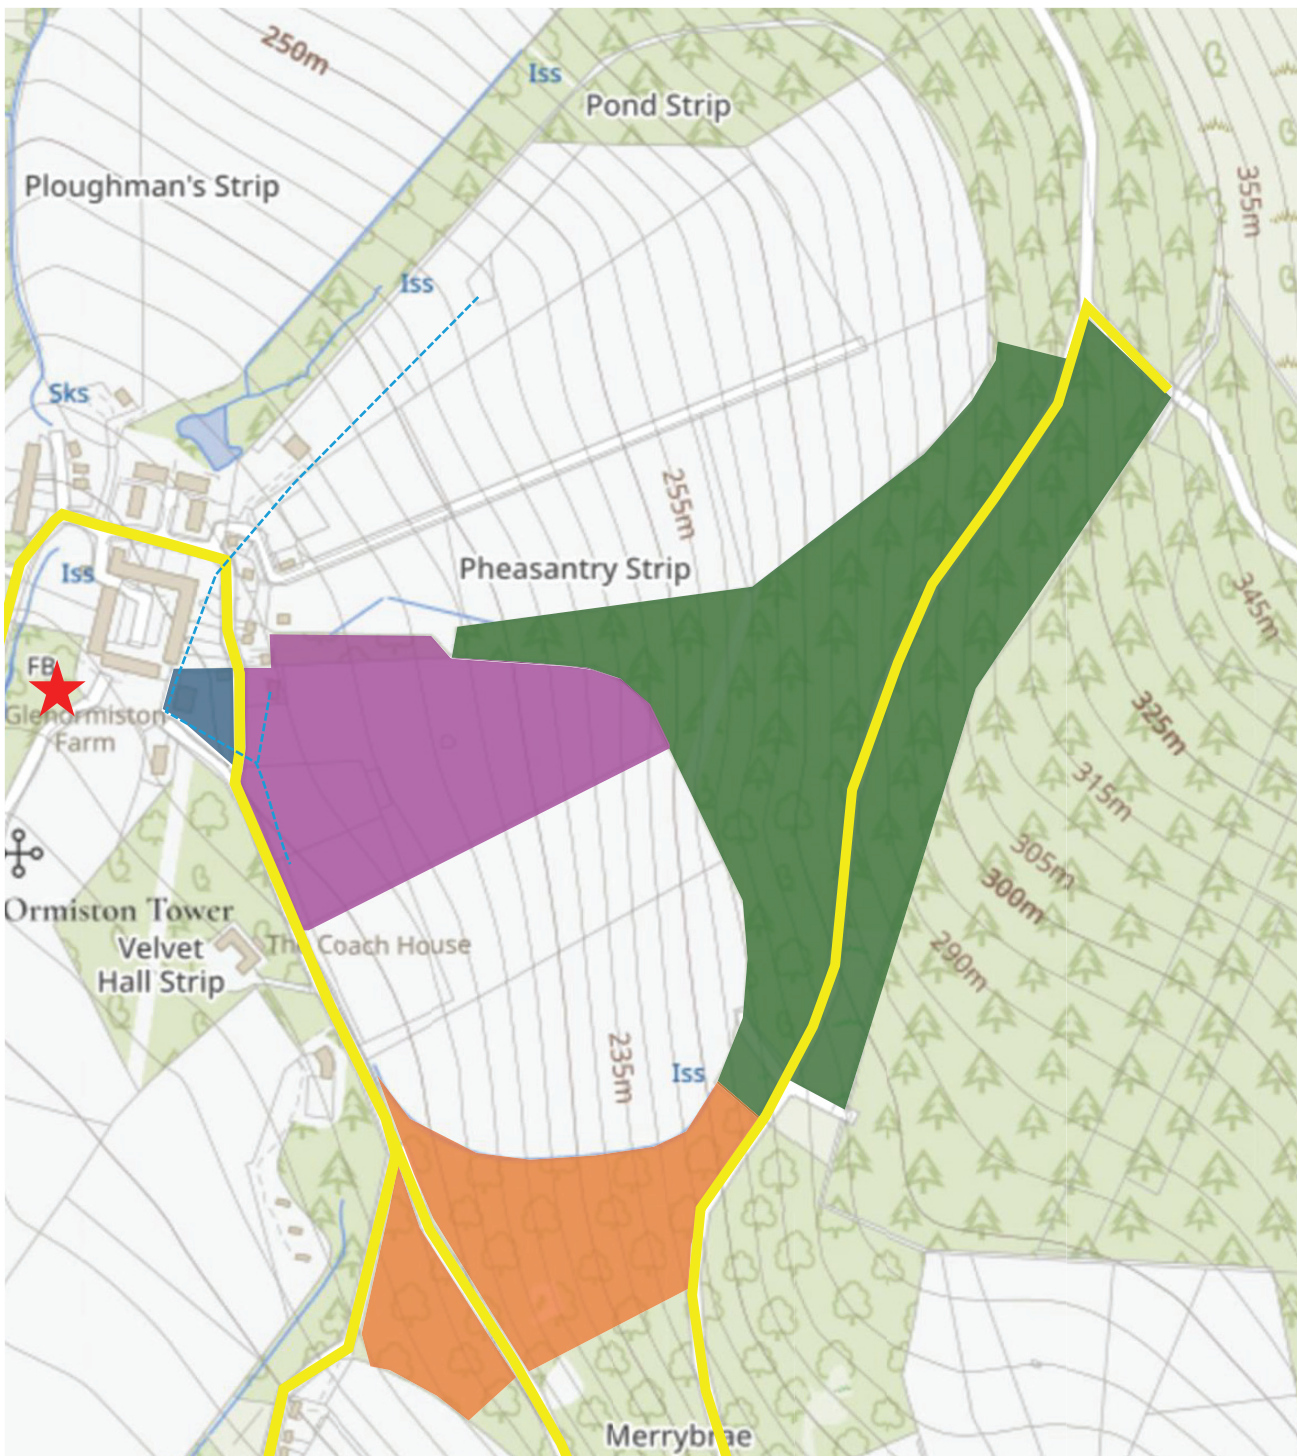 250m
Iss
Pond Strip
355m
Ploughman's Strip
Iss
Sks
255m
Iss
Pheasantry Strip
345m
FB
Glenormiston
Farm
325m
315m
305m
300m
Ormiston Tower
Velvet
Hall Strip
The Coach House
290m
235m
Iss
Merrybrae